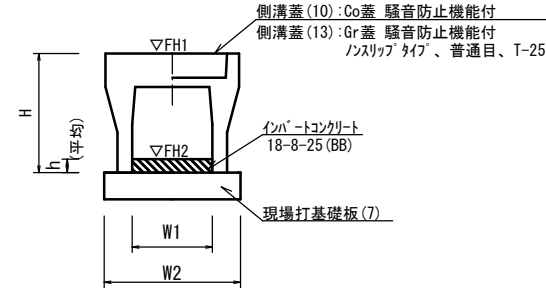 側溝蓋(10):Co蓋 騒音防止機能付
側溝蓋(13):Gr蓋 騒音防止機能付
ﾉﾝｽﾘｯﾌﾟﾀｲﾌﾟ、普通目、T-25
▽FH1
H
h
(平均)
▽FH2
ｲﾝﾊﾞｰﾄｺﾝｸﾘｰﾄ
18-8-25(BB)
現場打基礎板(7)
W1
W2